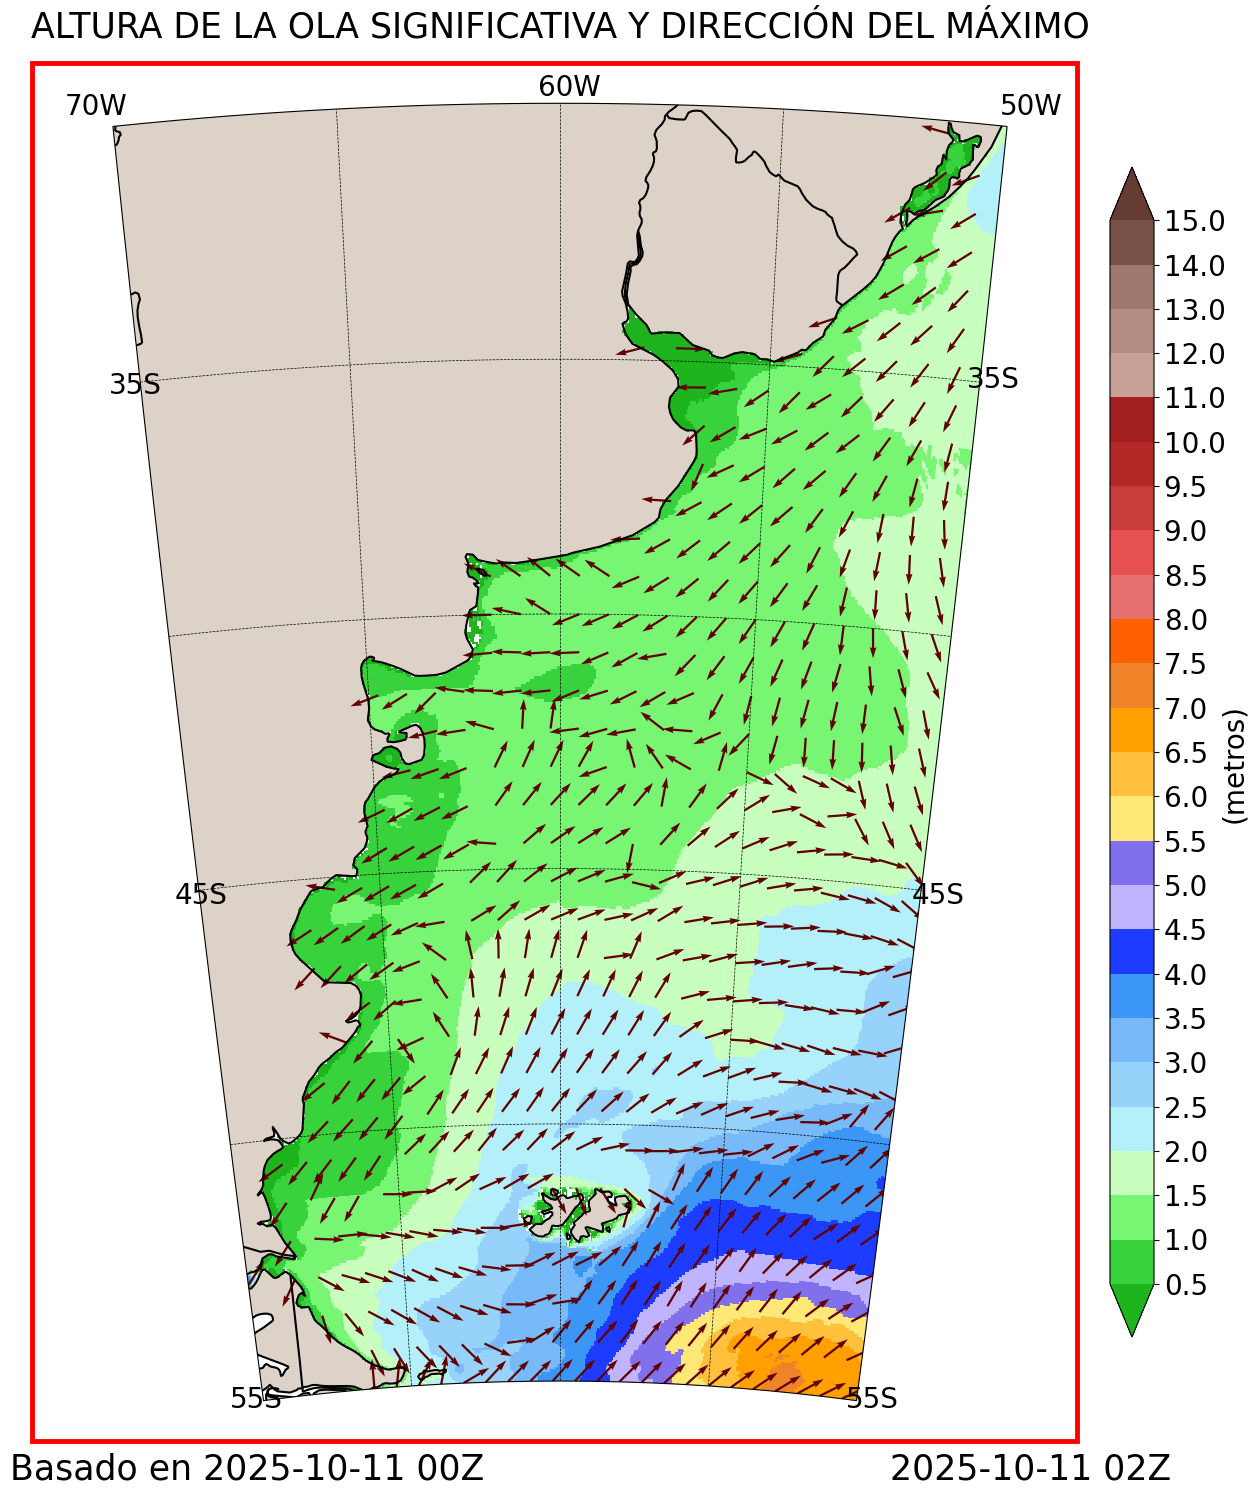 ALTURA DE LA OLA SIGNIFICATIVA Y DIRECCIÓN DEL MÁXIMO
70W
60W
50W
35S
35S
45S
45S
55S
55S
15.0
14.0
13.0
12.0
11.0
10.0
9.5
9.0
8.5
8.0
7.5
7.0
6.5
6.0
5.5
5.0
4.5
4.0
3.5
3.0
2.5
2.0
1.5
1.0
0.5
(metros)
Basado en 2025-10-11 00Z
2025-10-11 02Z